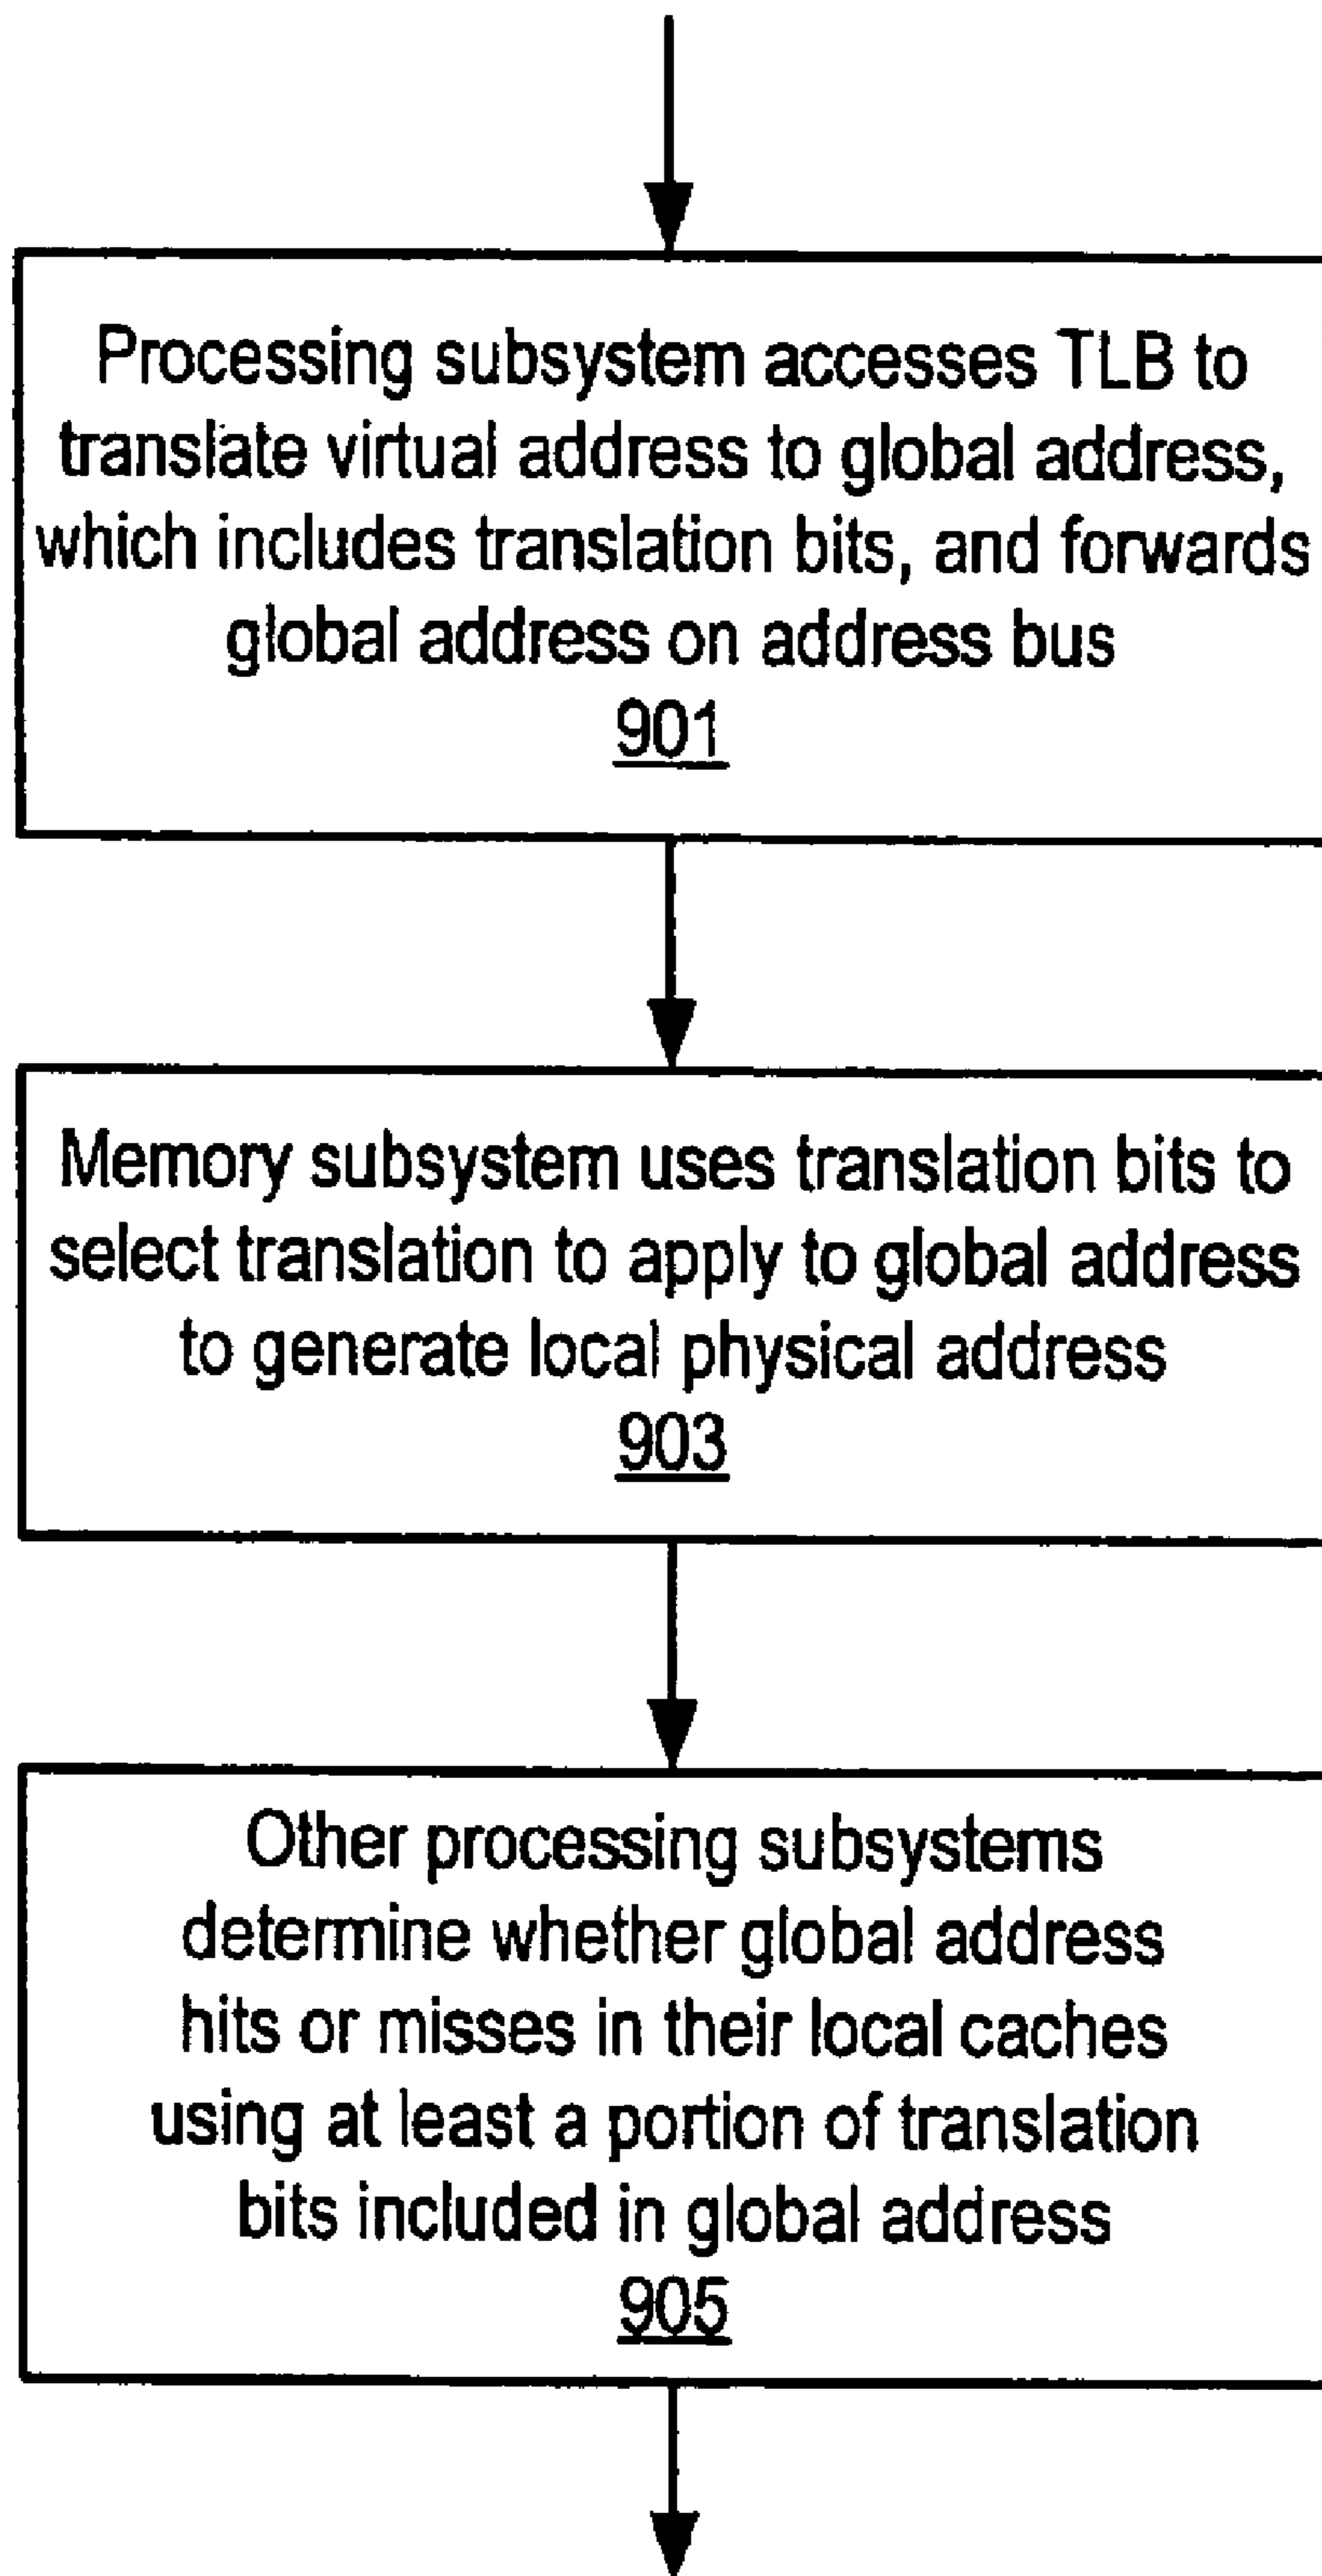 Processing subsystem accesses TLB to
translate virtual address to global address,
which includes translation bits, and forwards
global address on address bus
901
Memory subsystem uses translation bits to
select translation to apply to global address
to generate local physical address
903
Other processing subsystems
determine whether global address
hits or misses in their local caches
using at least a portion of translation
bits included in global address
905